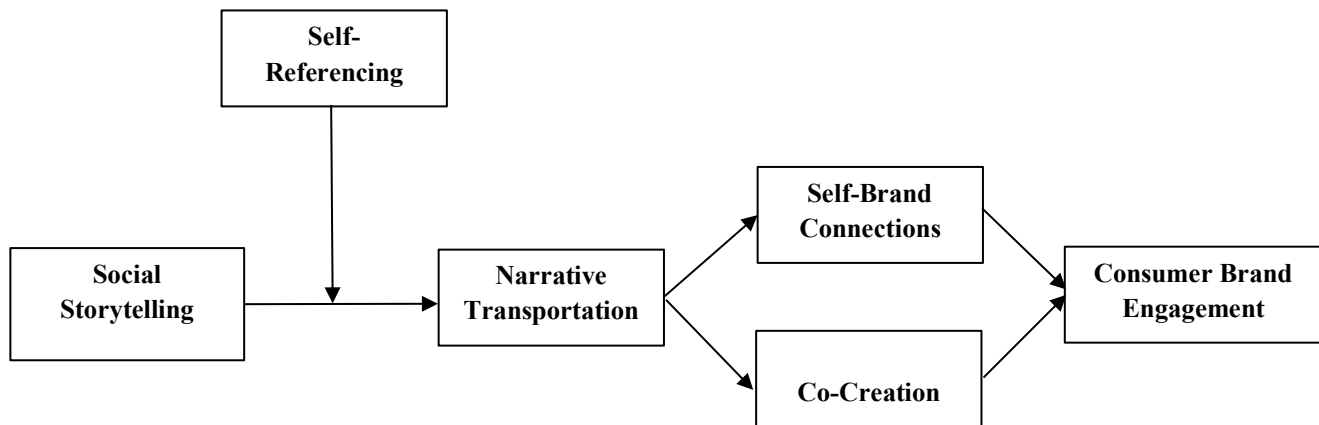 Self-
Referencing
Social
Storytelling
Narrative
Transportation
Self-Brand
Connections
Co-Creation
Consumer Brand
Engagement